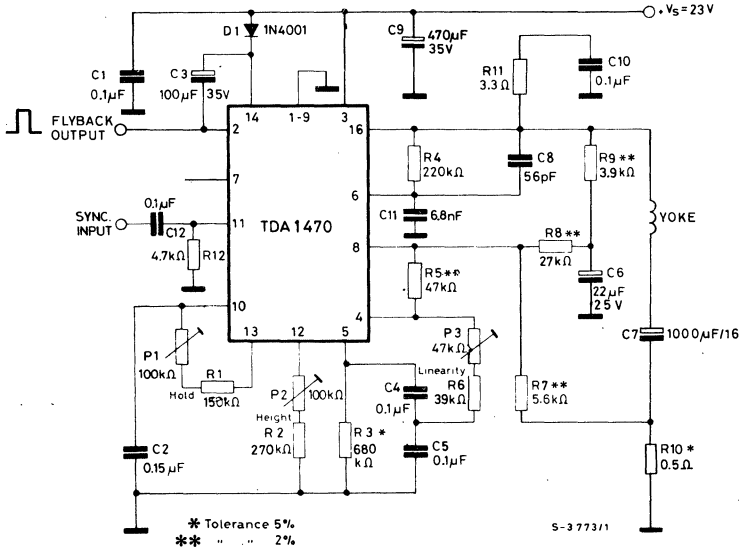 + Vs = 23V
D1 1N4001
C9 470µF
35V
C1
0.1µF
C3
100µF 35V
R11
3.3Ω
C10
0.1µF
FLYBACK
OUTPUT
2
14
1-9
3
16
R4
220kΩ
C8
56pF
R9 **
3.9kΩ
7
6
YOKE
0.1µF
C12
SYNC.
INPUT
11
TDA1470
C11
6.8nF
8
R8 **
27kΩ
4.7kΩ R12
R5**
47kΩ
C6
22µF
25V
10
13
12
5
4
P3
47kΩ
Linearity
C7
1000µF/16
P1
100kΩ
R1
Hold
150kΩ
P2
100kΩ
Height
C4
0.1µF
R6
39kΩ
R7 **
5.6kΩ
C2
0.15µF
R2
270kΩ
R3 *
680
kΩ
C5
0.1µF
R10 *
0.5Ω
* Tolerance 5%
** " " 2%
S-3773/1